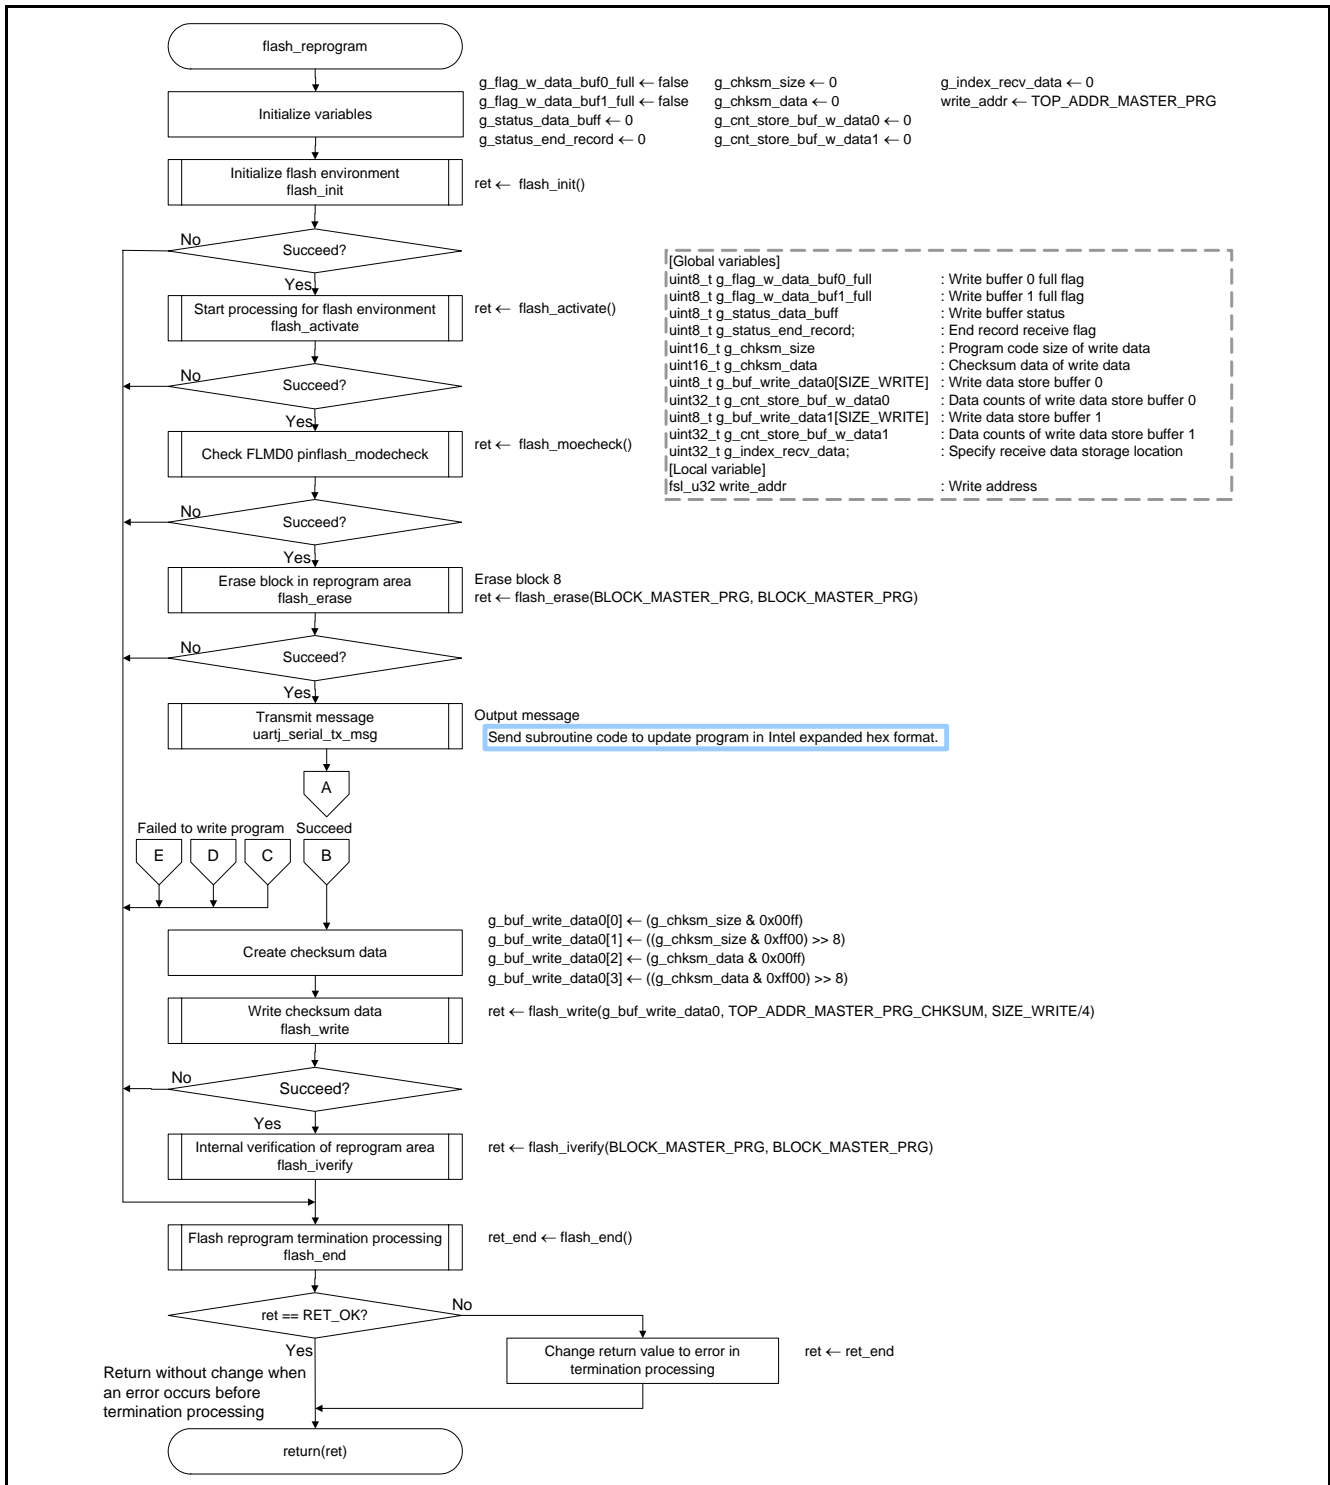 flash_reprogram
g_flag_w_data_buf0_full ← false
g_flag_w_data_buf1_full ← false
g_status_data_buff ← 0
g_status_end_record ← 0
g_chksm_size ← 0
g_chksm_data ← 0
g_cnt_store_buf_w_data0 ← 0
g_cnt_store_buf_w_data1 ← 0
g_index_recv_data ← 0
write_addr ← TOP_ADDR_MASTER_PRG
Initialize variables
Initialize flash environment
flash_init
ret ← flash_init()
No
Succeed?
Yes
Start processing for flash environment
flash_activate
ret ← flash_activate()
No
Succeed?
Yes
Check FLMD0 pinflash_modecheck
ret ← flash_moecheck()
[Global variables]
uint8_t g_flag_w_data_buf0_full : Write buffer 0 full flag
uint8_t g_flag_w_data_buf1_full : Write buffer 1 full flag
uint8_t g_status_data_buff : Write buffer status
uint8_t g_status_end_record; : End record receive flag
uint16_t g_chksm_size : Program code size of write data
uint16_t g_chksm_data : Checksum data of write data
uint8_t g_buf_write_data0[SIZE_WRITE] : Write data store buffer 0
uint32_t g_cnt_store_buf_w_data0 : Data counts of write data store buffer 0
uint8_t g_buf_write_data1[SIZE_WRITE] : Write data store buffer 1
uint32_t g_cnt_store_buf_w_data1 : Data counts of write data store buffer 1
uint32_t g_index_recv_data; : Specify receive data storage location
[Local variable]
fsl_u32 write_addr : Write address
No
Succeed?
Yes
Erase block in reprogram area
flash_erase
Erase block 8
ret ← flash_erase(BLOCK_MASTER_PRG, BLOCK_MASTER_PRG)
No
Succeed?
Yes
Transmit message
uartj_serial_tx_msg
Output message
Send subroutine code to update program in Intel expanded hex format.
A
Failed to write program Succeed
E D C B
Create checksum data
g_buf_write_data0[0] ← (g_chksm_size & 0x00ff)
g_buf_write_data0[1] ← ((g_chksm_size & 0xff00) >> 8)
g_buf_write_data0[2] ← (g_chksm_data & 0x00ff)
g_buf_write_data0[3] ← ((g_chksm_data & 0xff00) >> 8)
Write checksum data
flash_write
ret ← flash_write(g_buf_write_data0, TOP_ADDR_MASTER_PRG_CHKSUM, SIZE_WRITE/4)
No
Succeed?
Yes
Internal verification of reprogram area
flash_iverify
ret ← flash_iverify(BLOCK_MASTER_PRG, BLOCK_MASTER_PRG)
Flash reprogram termination processing
flash_end
ret_end ← flash_end()
ret == RET_OK?
No
Yes
Change return value to error in
termination processing
ret ← ret_end
Return without change when
an error occurs before
termination processing
return(ret)